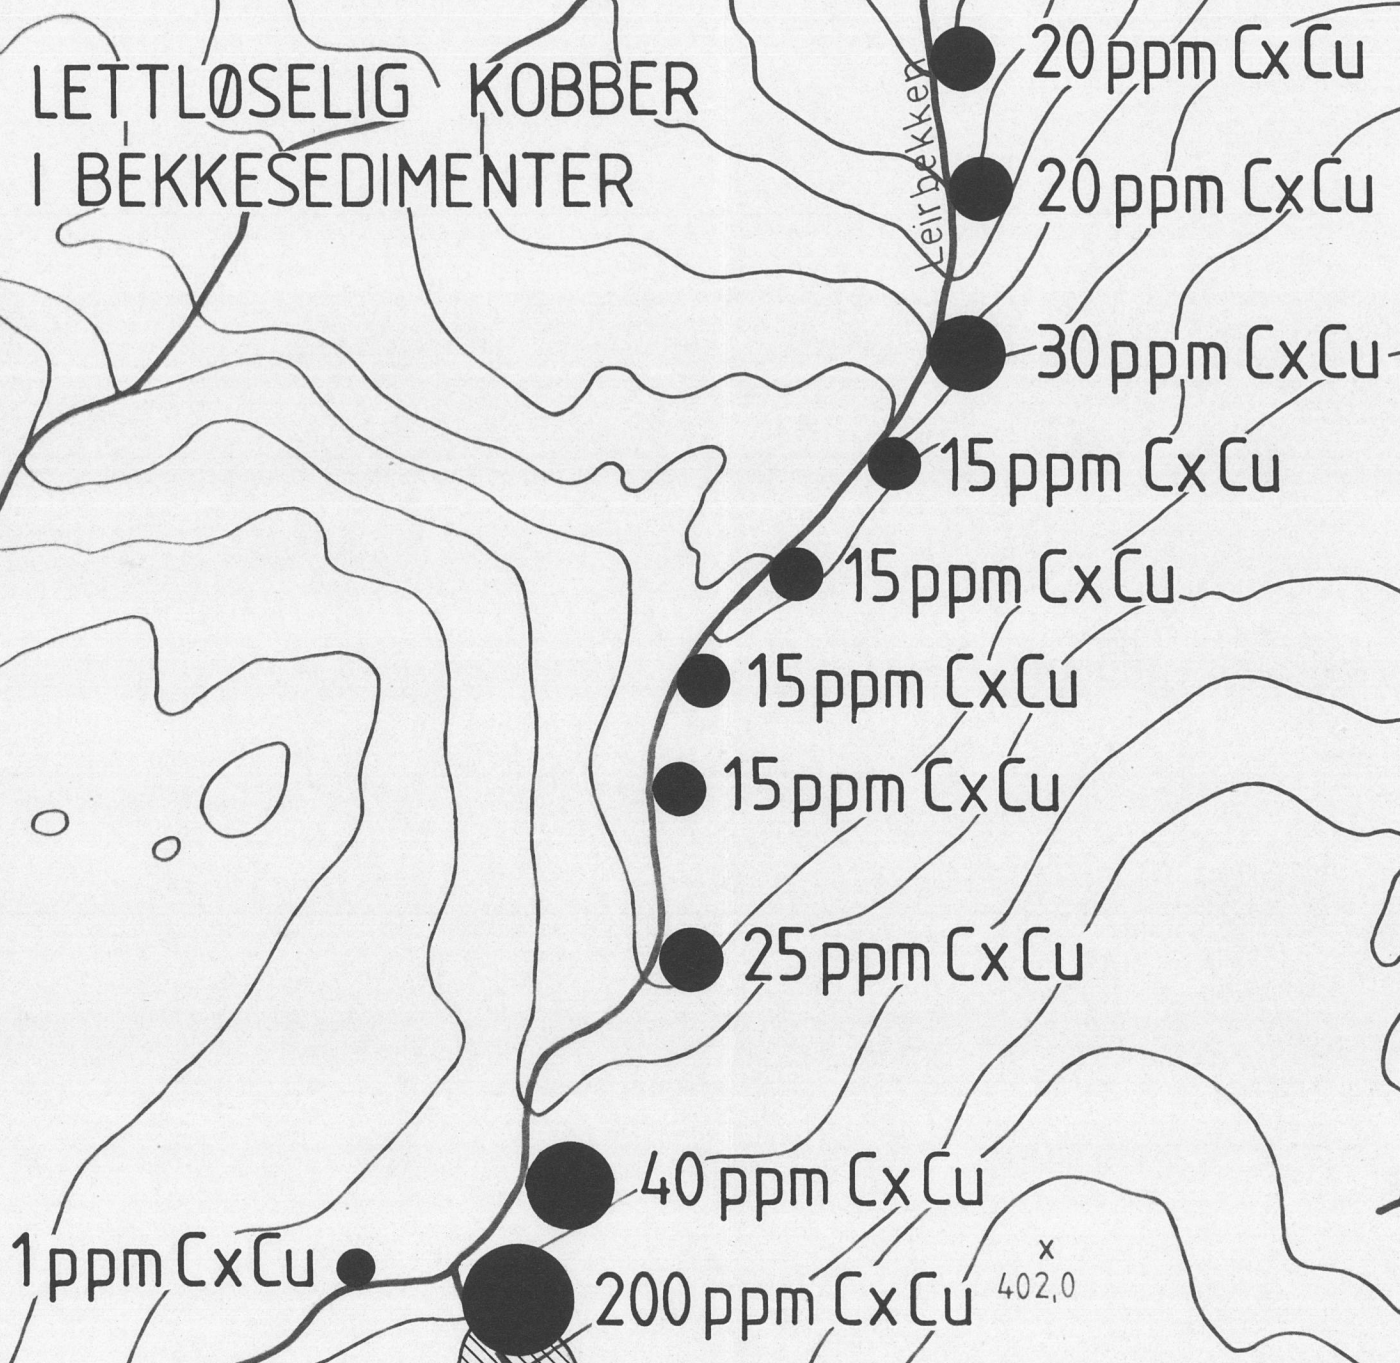 LETTLØSELIG KOBBER
I BEKKESEDIMENTER
Leirbekken
20 ppm CxCu
20 ppm CxCu
30 ppm CxCu
15 ppm CxCu
15 ppm CxCu
15 ppm CxCu
15 ppm CxCu
25 ppm CxCu
40 ppm CxCu
1 ppm CxCu
200 ppm CxCu
x
402,0